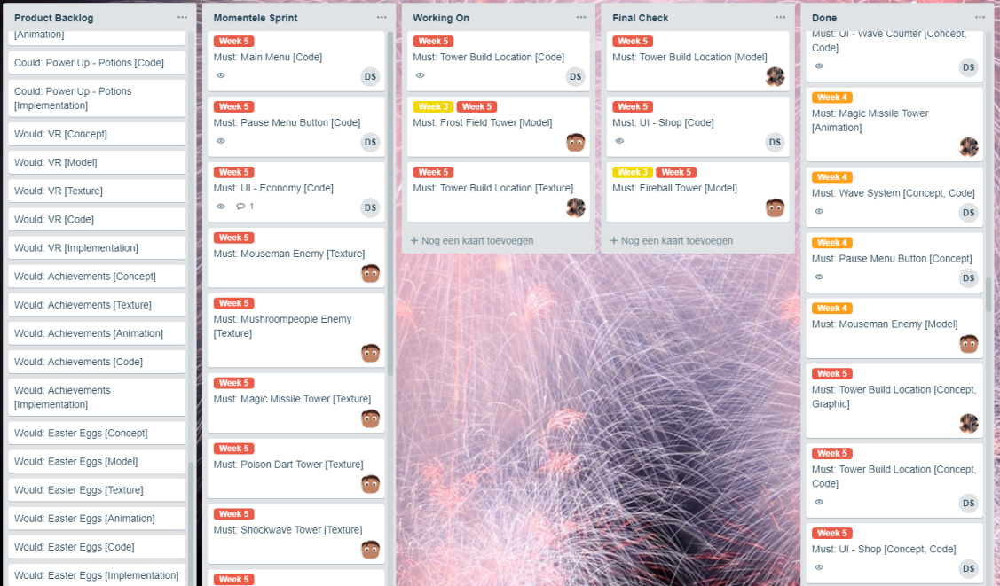 Product Backlog
[Animation]
Could: Power Up - Potions [Code]
Could: Power Up - Potions
[Implementation]
Would: VR [Concept]
Would: VR [Model]
Would: VR [Texture]
Would: VR [Code]
Would: VR [Implementation]
Would: Achievements [Concept]
Would: Achievements [Texture]
Would: Achievements [Animation]
Would: Achievements [Code]
Would: Achievements
[Implementation]
Would: Easter Eggs [Concept]
Would: Easter Eggs [Model]
Would: Easter Eggs [Texture]
Would: Easter Eggs [Animation]
Would: Easter Eggs [Code]
Would: Easter Eggs [Implementation]
Momentele Sprint
Week 5
Must: Main Menu [Code]
DS
Week 5
Must: Pause Menu Button [Code]
DS
Week 5
Must: UI - Economy [Code]
1
DS
Week 5
Must: Mouseman Enemy [Texture]
Week 5
Must: Mushroompeople Enemy
[Texture]
Week 5
Must: Magic Missile Tower [Texture]
Week 5
Must: Poison Dart Tower [Texture]
Week 5
Must: Shockwave Tower [Texture]
Week 5
Working On
Week 5
Must: Tower Build Location [Code]
DS
Week 3 Week 5
Must: Frost Field Tower [Model]
Week 5
Must: Tower Build Location [Texture]
+ Nog een kaart toevoegen
Final Check
Week 5
Must: Tower Build Location [Model]
Week 5
Must: UI - Shop [Code]
DS
Week 3 Week 5
Must: Fireball Tower [Model]
+ Nog een kaart toevoegen
Done
Must: UI - Wave Counter [Concept,
Code]
DS
Week 4
Must: Magic Missile Tower
[Animation]
Week 4
Must: Wave System [Concept, Code]
DS
Week 4
Must: Pause Menu Button [Concept]
DS
Week 4
Must: Mouseman Enemy [Model]
Week 5
Must: Tower Build Location [Concept,
Graphic]
Week 5
Must: Tower Build Location [Concept,
Code]
DS
Week 5
Must: UI - Shop [Concept, Code]
DS